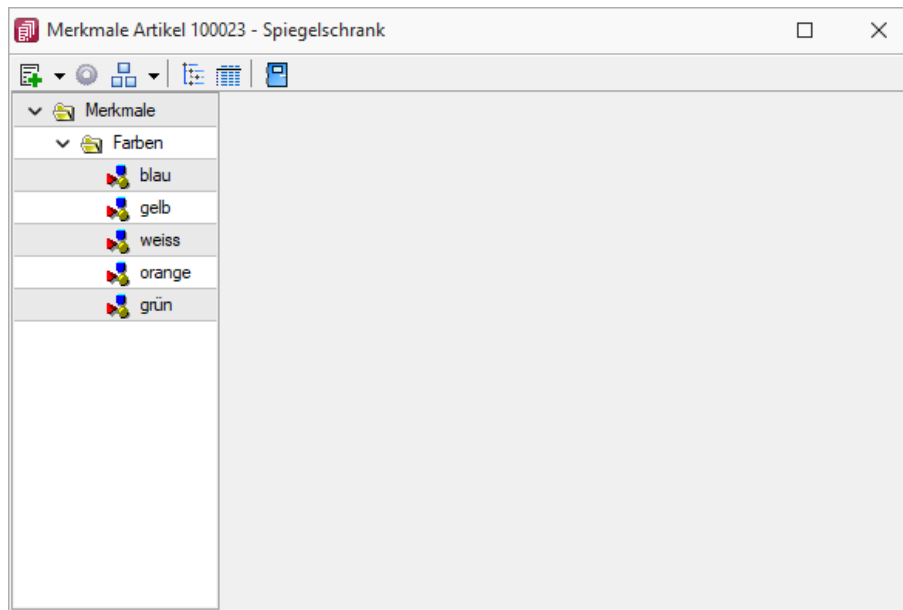 Merkmale Artikel 100023 - Spiegelschrank
Merkmale
Farben
blau
gelb
weiss
orange
grün